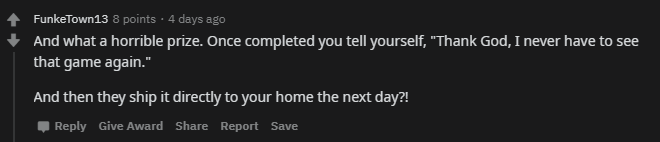 FunkeTown13 8 points · 4 days ago
And what a horrible prize. Once completed you tell yourself, "Thank God, I never have to see
that game again."
And then they ship it directly to your home the next day?!
Reply Give Award Share Report Save